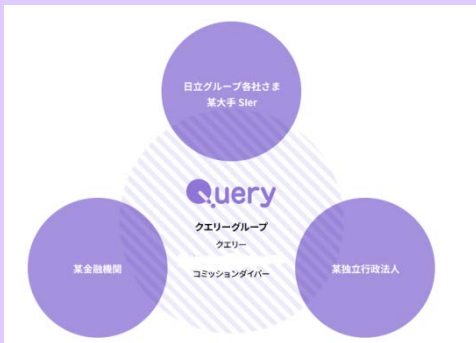 日立グループ各社さま
某大手 SIer
Query
クエリーグループ
クエリー
コミッションダイバー
某金融機関
某独立行政法人